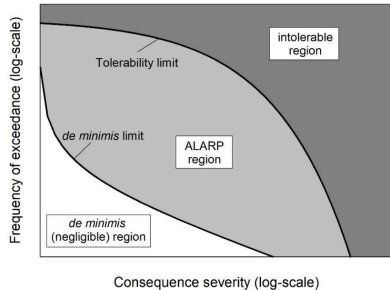 Frequency of exceedance (log-scale)
intolerable
region
Tolerability limit
de minimis limit
ALARP
region
de minimis
(negligible) region
Consequence severity (log-scale)